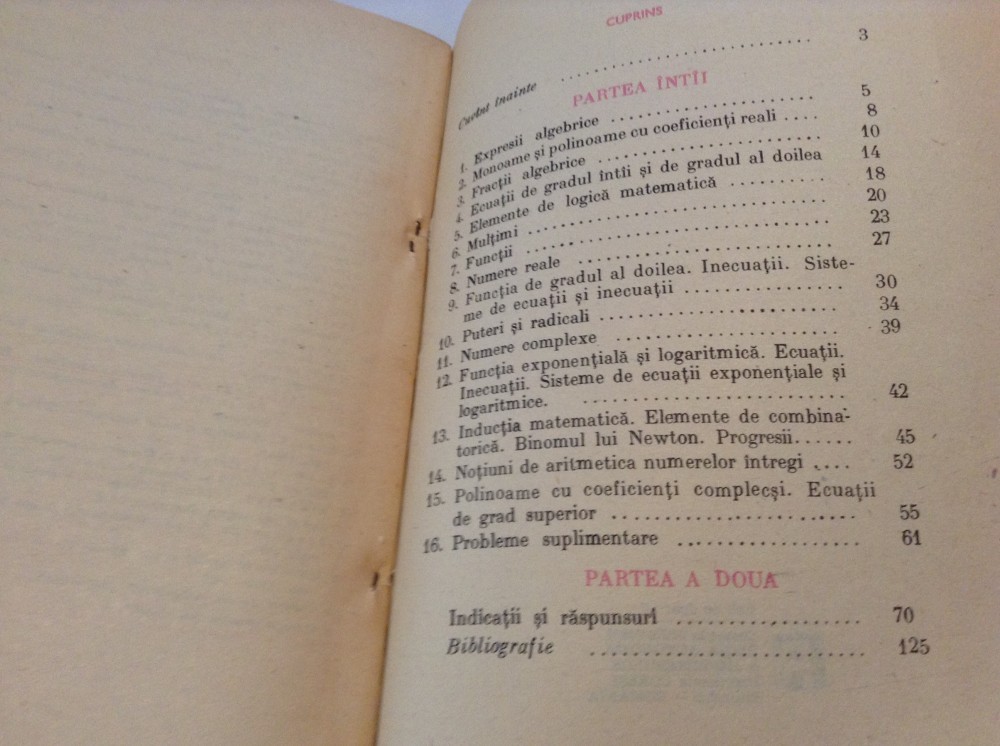 CUPRINS
Cuvînt înainte .......................... 3
PARTEA ÎNTÎI
1. Expresii algebrice .................. 5
2. Monoame și polinoame cu coeficienți reali .... 8
3. Fracții algebrice .................... 10
4. Ecuații de gradul întîi și de gradul al doilea 14
5. Elemente de logică matematică .......... 18
6. Mulțimi .......................... 20
7. Funcții .......................... 23
8. Numere reale .................... 27
9. Funcția de gradul al doilea. Inecuații. Siste-
me de ecuații și inecuații ............... 30
10. Puteri și radicali ..................... 34
11. Numere complexe .................. 39
12. Funcția exponențială și logaritmică. Ecuații.
Inecuații. Sisteme de ecuații exponențiale și
logaritmice. ........................ 42
13. Inducția matematică. Elemente de combina-
torică. Binomul lui Newton. Progresii...... 45
14. Noțiuni de aritmetica numerelor întregi .... 52
15. Polinoame cu coeficienți complecși. Ecuații
de grad superior ...................... 55
16. Probleme suplimentare ................ 61
PARTEA A DOUA
Indicații și răspunsuri ................. 70
Bibliografie ........................ 125